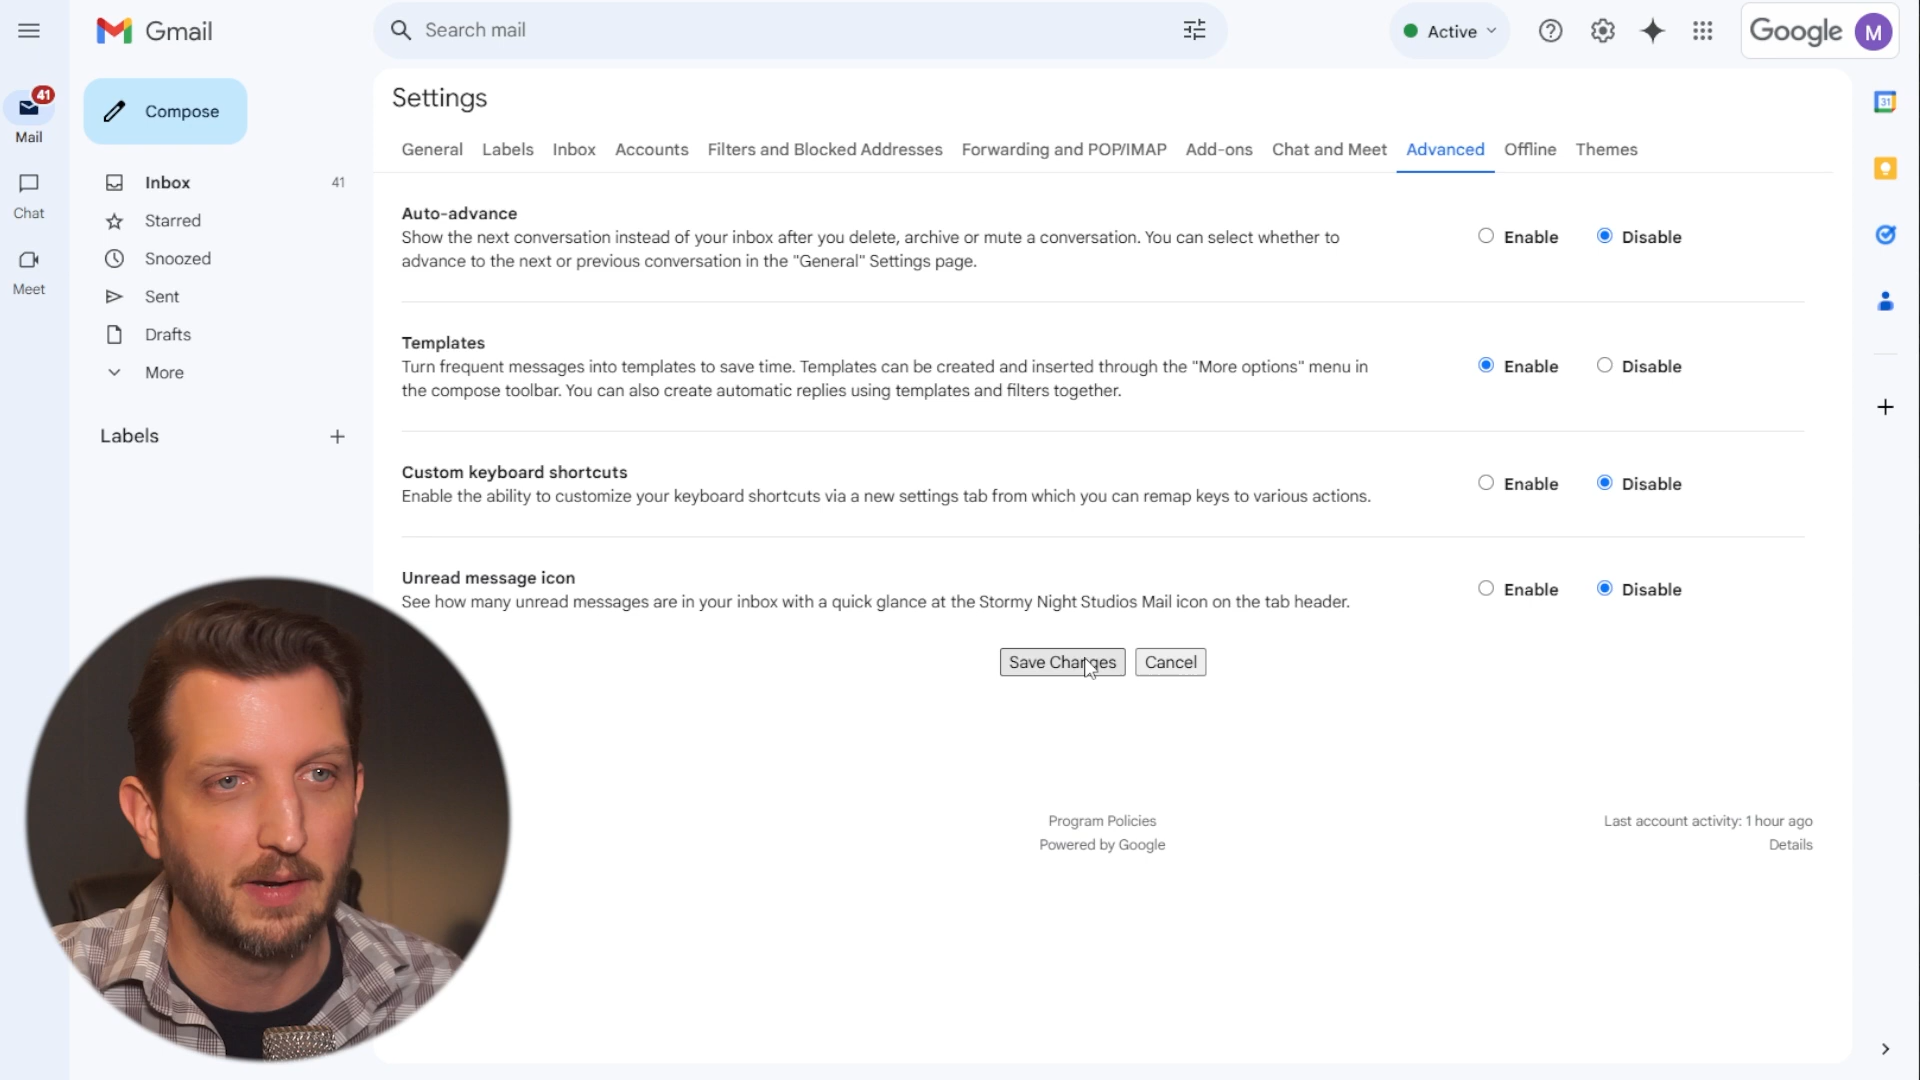 Gmail
Search mail
Active
Google
M
41
Mail
Chat
Meet
Compose
Inbox 41
Starred
Snoozed
Sent
Drafts
More
Labels
Settings
General Labels Inbox Accounts Filters and Blocked Addresses Forwarding and POP/IMAP Add-ons Chat and Meet Advanced Offline Themes
Auto-advance
Show the next conversation instead of your inbox after you delete, archive or mute a conversation. You can select whether to
advance to the next or previous conversation in the "General" Settings page.
Enable Disable
Templates
Turn frequent messages into templates to save time. Templates can be created and inserted through the "More options" menu in
the compose toolbar. You can also create automatic replies using templates and filters together.
Enable Disable
Custom keyboard shortcuts
Enable the ability to customize your keyboard shortcuts via a new settings tab from which you can remap keys to various actions.
Enable Disable
Unread message icon
See how many unread messages are in your inbox with a quick glance at the Stormy Night Studios Mail icon on the tab header.
Enable Disable
Save Changes Cancel
Program Policies
Powered by Google
Last account activity: 1 hour ago
Details
31